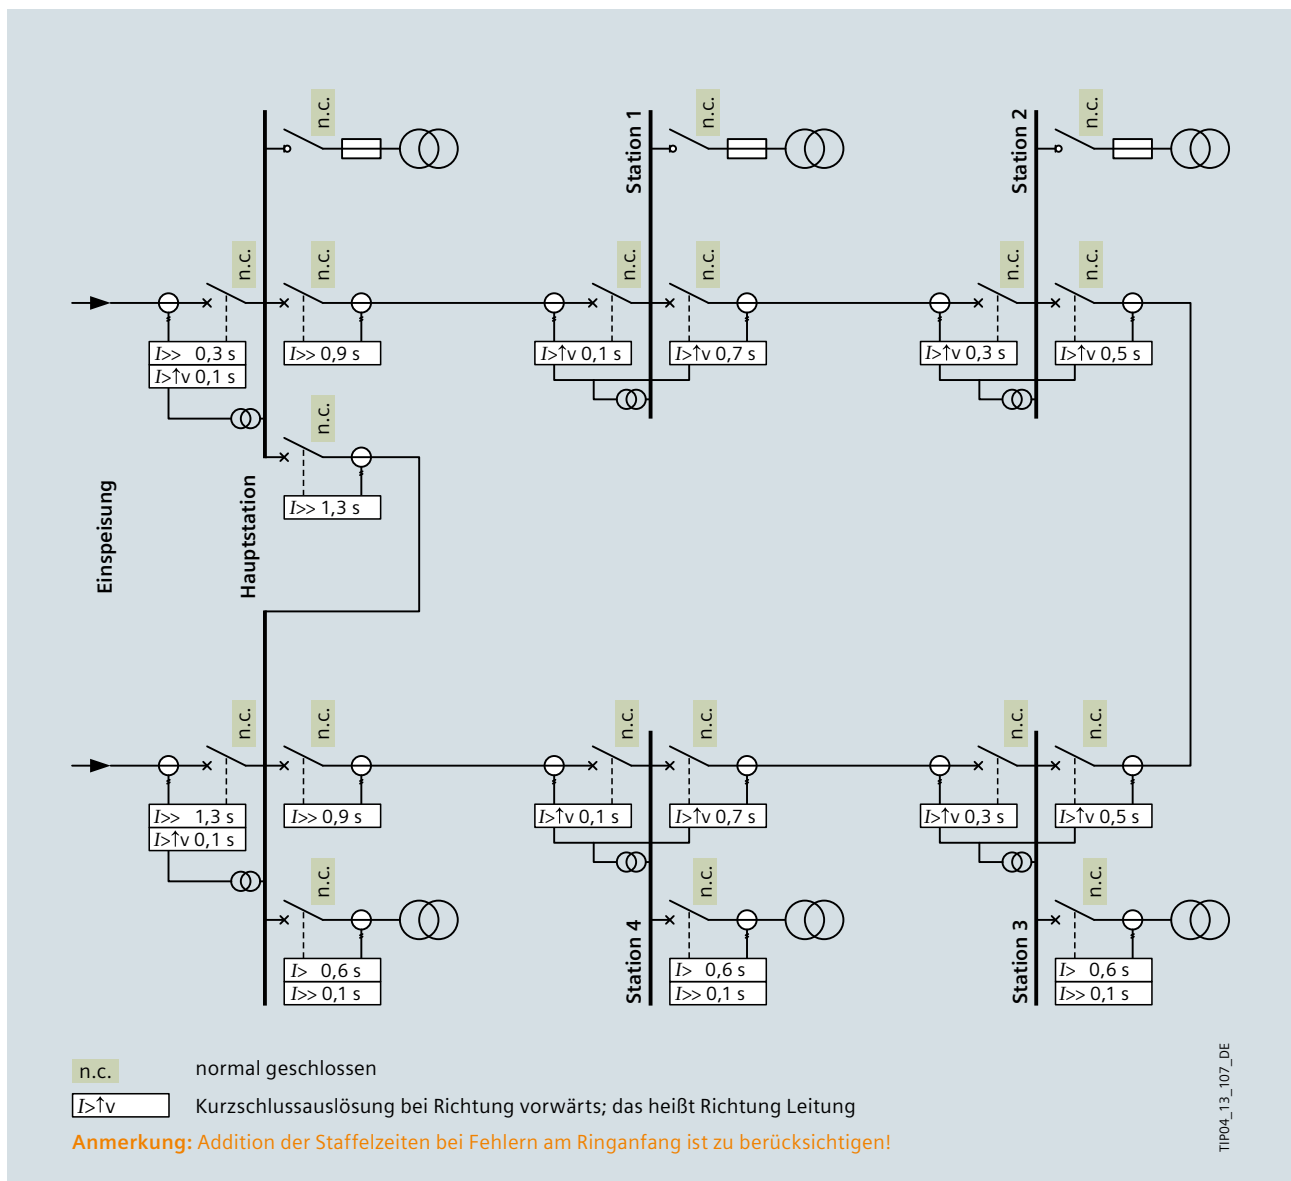 n.c.
Station 1
n.c.
Station 2
n.c.
n.c.
n.c.
n.c.
n.c.
n.c.
n.c.
I>> 0,3 s
I>↑v 0,1 s
I>> 0,9 s
I>↑v 0,1 s
I>↑v 0,7 s
I>↑v 0,3 s
I>↑v 0,5 s
n.c.
I>> 1,3 s
Einspeisung
Hauptstation
n.c.
n.c.
n.c.
n.c.
n.c.
n.c.
I>> 1,3 s
I>↑v 0,1 s
I>> 0,9 s
I>↑v 0,1 s
I>↑v 0,7 s
I>↑v 0,3 s
I>↑v 0,5 s
n.c.
Station 4
n.c.
Station 3
n.c.
I> 0,6 s
I>> 0,1 s
I> 0,6 s
I>> 0,1 s
I> 0,6 s
I>> 0,1 s
n.c. normal geschlossen
I>↑v Kurzschlussauslösung bei Richtung vorwärts; das heißt Richtung Leitung
Anmerkung: Addition der Staffelzeiten bei Fehlern am Ringanfang ist zu berücksichtigen!
TIP04_13_107_DE